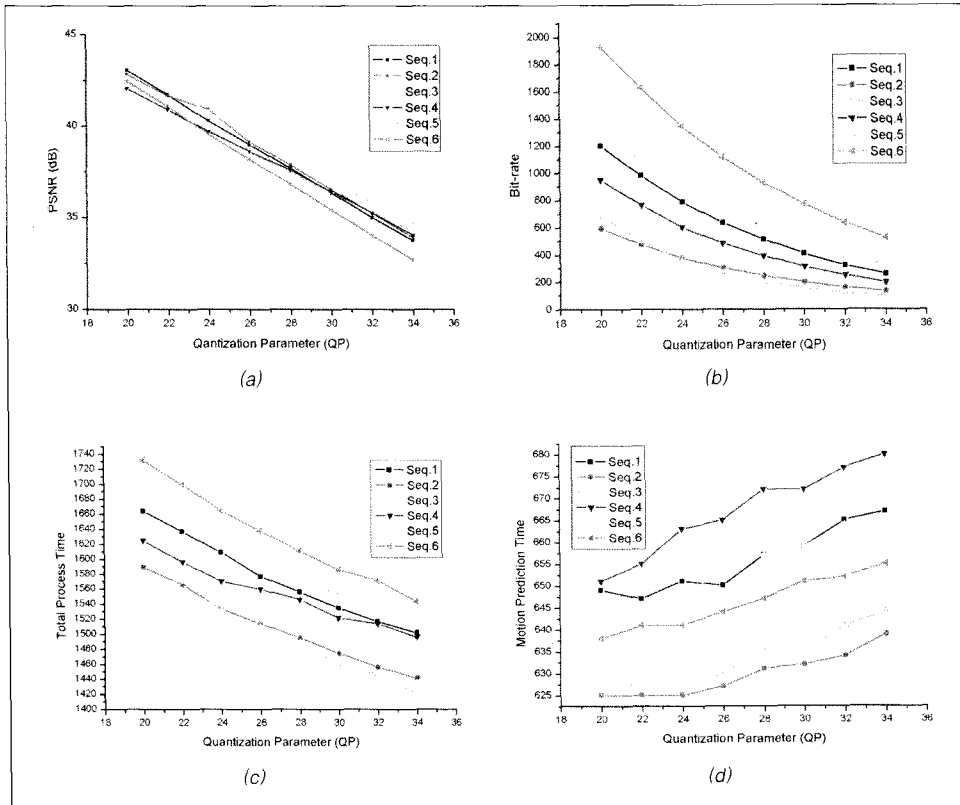 45
40
35
30
PSNR (dB)
18 20 22 24 26 28 30 32 34 36
Qantization Parameter (QP)
Seq.1
Seq.2
Seq.3
Seq.4
Seq.5
Seq.6
(a)
2000
1800
1600
1400
1200
1000
800
600
400
200
0
Bit-rate
18 20 22 24 26 28 30 32 34 36
Quantization Parameter (QP)
Seq.1
Seq.2
Seq.3
Seq.4
Seq.5
Seq.6
(b)
1740
1720
1700
1680
1660
1640
1620
1600
1580
1560
1540
1520
1500
1480
1460
1440
1420
1400
Total Process Time
18 20 22 24 26 28 30 32 34 36
Quantization Parameter (QP)
Seq.1
Seq.2
Seq.3
Seq.4
Seq.5
Seq.6
(c)
680
675
670
665
660
655
650
645
640
635
630
625
Motion Prediction Time
18 20 22 24 26 28 30 32 34 36
Quantization Parameter (QP)
Seq.1
Seq.2
Seq.3
Seq.4
Seq.5
Seq.6
(d)